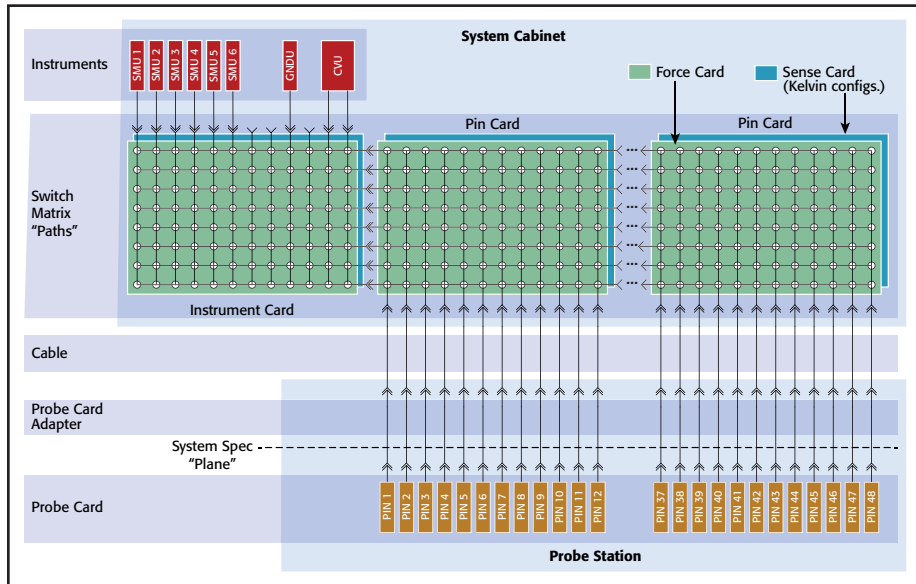 System Cabinet
Instruments
SMU 1
SMU 2
SMU 3
SMU 4
SMU 5
SMU 6
GNDU
CVU
Force Card
Sense Card
(Kelvin configs.)
Pin Card
Pin Card
Switch
Matrix
“Paths”
Instrument Card
Cable
Probe Card
Adapter
System Spec
“Plane”
Probe Card
PIN 1
PIN 2
PIN 3
PIN 4
PIN 5
PIN 6
PIN 7
PIN 8
PIN 9
PIN 10
PIN 11
PIN 12
PIN 37
PIN 38
PIN 39
PIN 40
PIN 41
PIN 42
PIN 43
PIN 44
PIN 45
PIN 46
PIN 47
PIN 48
Probe Station